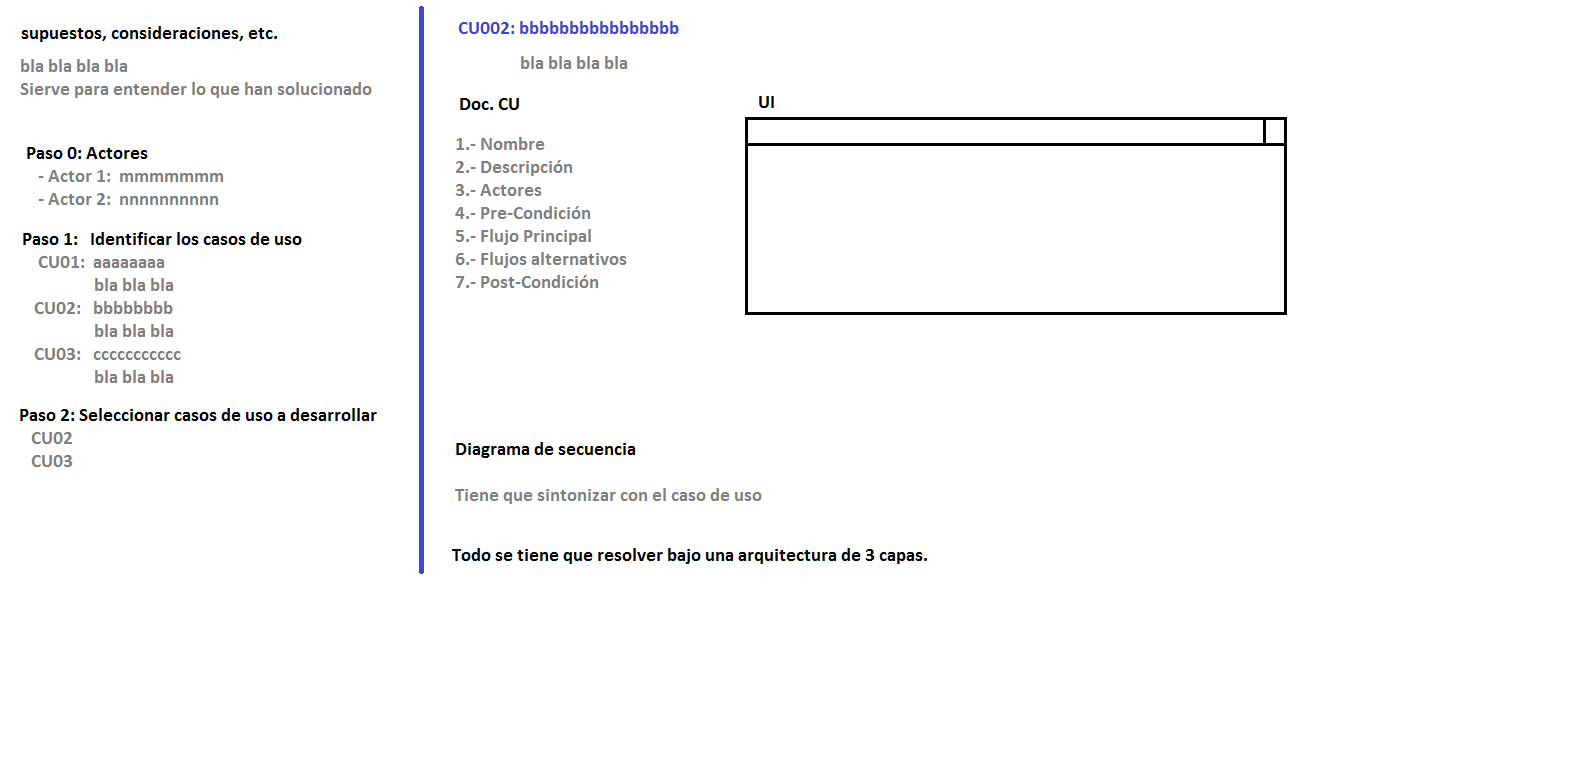 supuestos, consideraciones, etc.
bla bla bla bla
Sierve para entender lo que han solucionado
Paso 0: Actores
- Actor 1: mmmmmmm
- Actor 2: nnnnnnnnnn
Paso 1: Identificar los casos de uso
CU01: aaaaaaaa
bla bla bla
CU02: bbbbbbbb
bla bla bla
CU03: ccccccccccc
bla bla bla
Paso 2: Seleccionar casos de uso a desarrollar
CU02
CU03
CU002: bbbbbbbbbbbbbbbb
bla bla bla bla
Doc. CU
1.- Nombre
2.- Descripción
3.- Actores
4.- Pre-Condición
5.- Flujo Principal
6.- Flujos alternativos
7.- Post-Condición
UI
Diagrama de secuencia
Tiene que sintonizar con el caso de uso
Todo se tiene que resolver bajo una arquitectura de 3 capas.